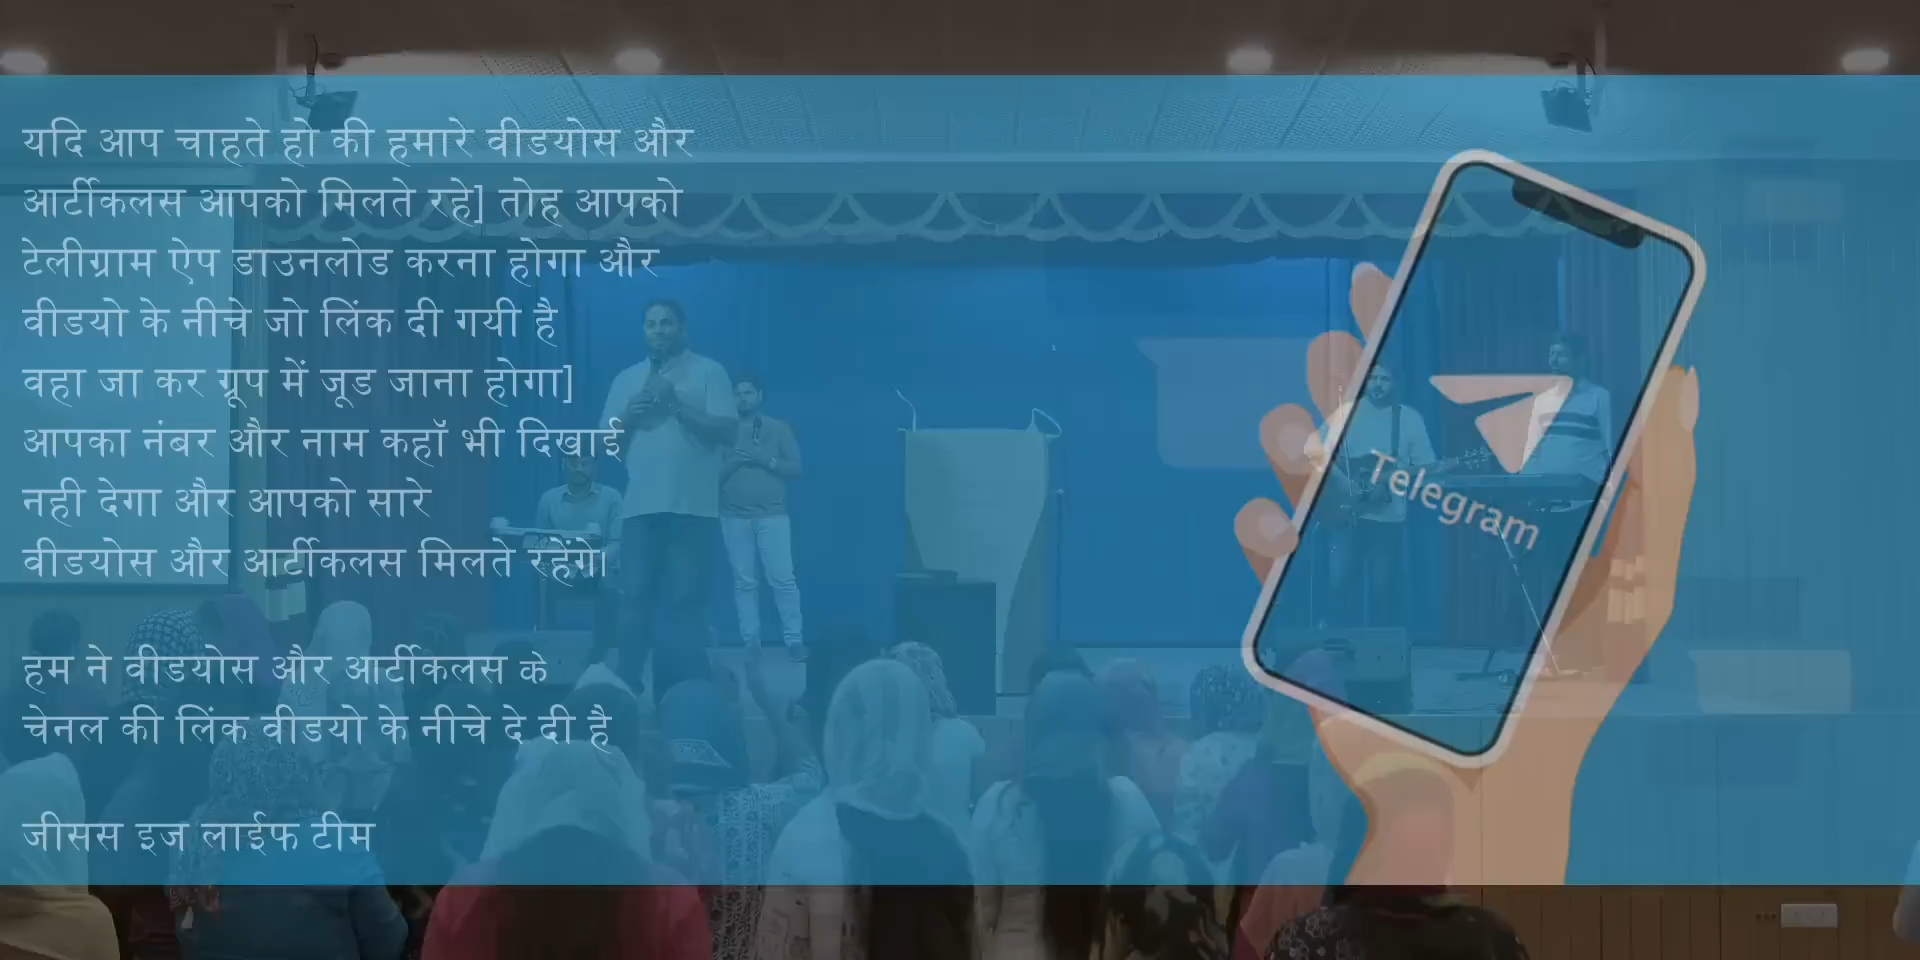 यदि आप चाहते हो की हमारे वीडयोस और
आर्टीकलस आपको मिलते रहे] तोह आपको
टेलीग्राम ऐप डाउनलोड करना होगा और
वीडयो के नीचे जो लिंक दी गयी है
वहा जा कर ग्रूप में जूड जाना होगा]
आपका नंबर और नाम कहॉ भी दिखाई
नही देगा और आपको सारे
वीडयोस और आर्टीकलस मिलते रहेंगे।
हम ने वीडयोस और आर्टीकलस के
चेनल की लिंक वीडयो के नीचे दे दी है
जीसस इज लाईफ टीम
Telegram